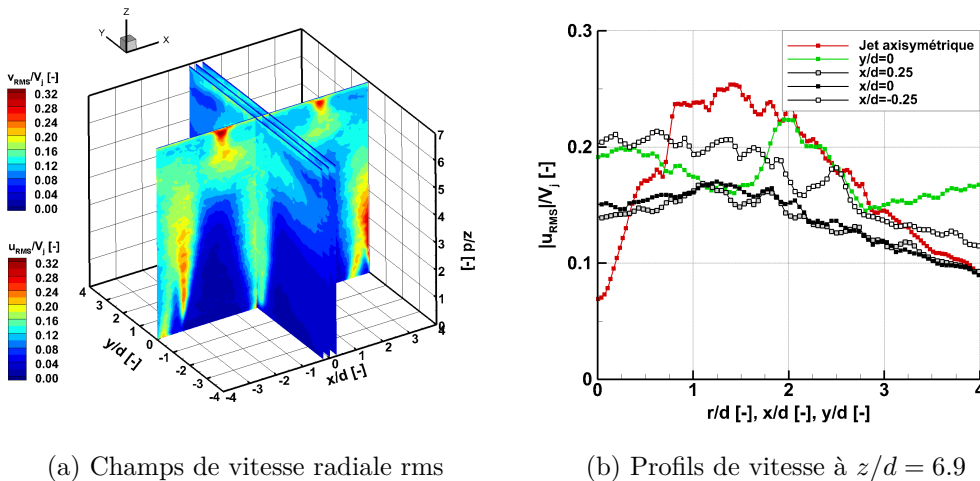 Z
Y
X
v_RMS/V_j [-]
0.32
0.28
0.24
0.20
0.16
0.12
0.08
0.04
0.00
u_RMS/V_j [-]
0.32
0.28
0.24
0.20
0.16
0.12
0.08
0.04
0.00
4
3
2
1
0
-1
-2
-3
-4
y/d [-]
-4
-3
-2
-1
0
1
2
3
4
x/d [-]
7
6
5
4
3
2
1
0
z/d [-]
0.3
0.2
0.1
0
|u_RMS|/V_j [-]
Jet axisymétrique
y/d=0
x/d=0.25
x/d=0
x/d=-0.25
0 1 2 3 4
r/d [-], x/d [-], y/d [-]
(a) Champs de vitesse radiale rms
(b) Profils de vitesse à z/d = 6.9